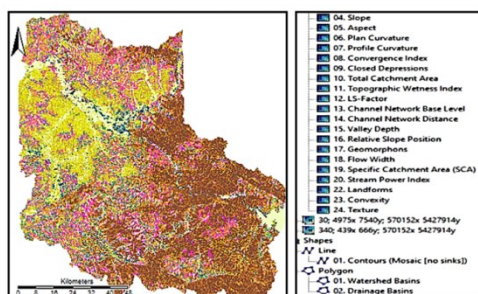 Kilometers
04. Slope
05. Aspect
06. Plan Curvature
07. Profile Curvature
08. Convergence Index
09. Closed Depressions
10. Total Catchment Area
11. Topographic Wetness Index
12. LS-Factor
13. Channel Network Base Level
14. Channel Network Distance
15. Valley Depth
16. Relative Slope Position
17. Geomorphons
18. Flow Width
19. Specific Catchment Area (SCA)
20. Stream Power Index
22. Landforms
23. Convexity
24. Texture
30; 4975x 7540y; 570152x 5427914y
340; 439x 666y; 570152x 5427914y
Shapes
Line
01. Contours (Mosaic [no sinks])
Polygon
01. Watershed Basins
02. Drainage Basins